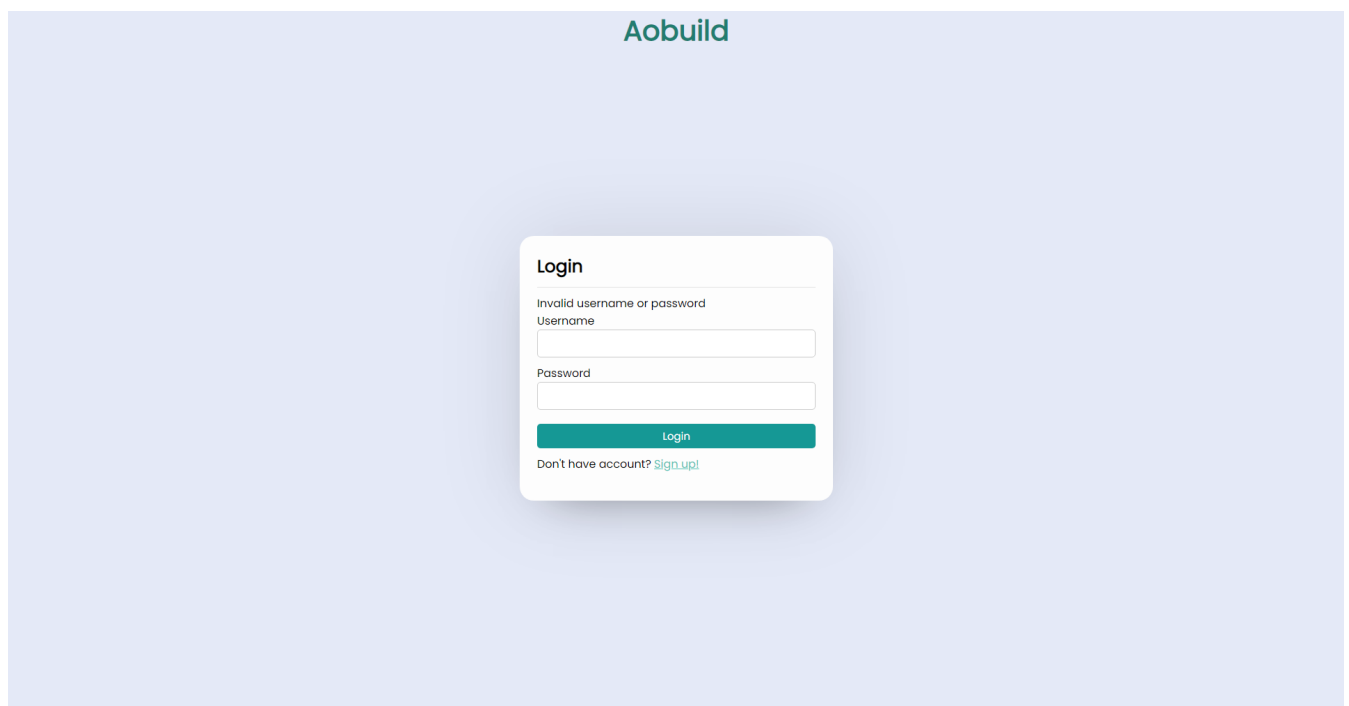 Aobuild
Login
Invalid username or password
Username
Password
Login
Don't have account? Sign up!